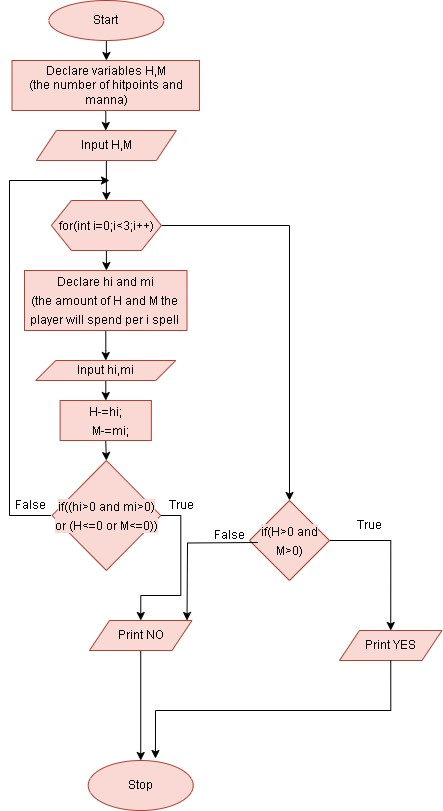 Start
Declare variables H,M
(the number of hitpoints and
manna)
Input H,M
for(int i=0;i<3;i++)
Declare hi and mi
(the amount of H and M the
player will spend per i spell
Input hi,mi
H-=hi;
M-=mi;
False
if((hi>0 and mi>0)
or (H<=0 or M<=0))
True
False
if(H>0 and
M>0)
True
Print NO
Print YES
Stop